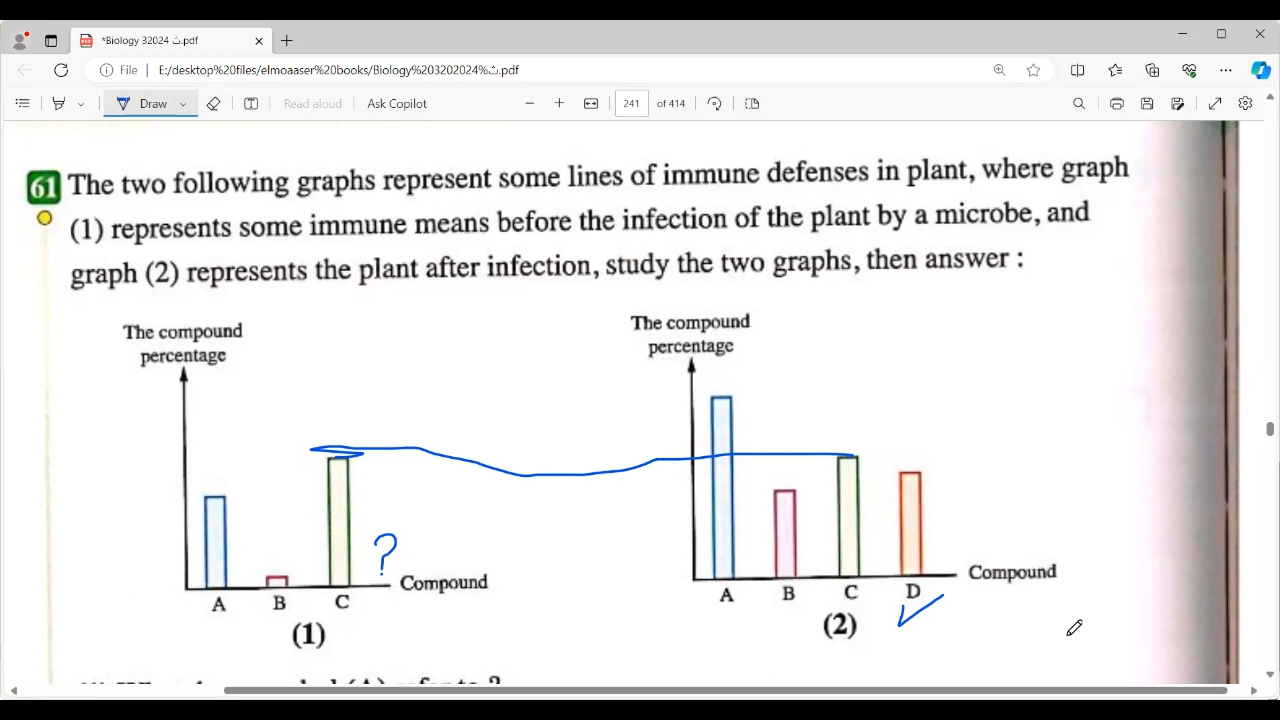 *Biology 32024 ث.pdf
File E:/desktop%20files/elmoaaser%20books/Biology%203202024%ث.pdf
Draw Read aloud Ask Copilot 241 of 414
61 The two following graphs represent some lines of immune defenses in plant, where graph
(1) represents some immune means before the infection of the plant by a microbe, and
graph (2) represents the plant after infection, study the two graphs, then answer :
The compound
percentage
?
Compound
A B C
(1)
The compound
percentage
Compound
A B C D
(2)